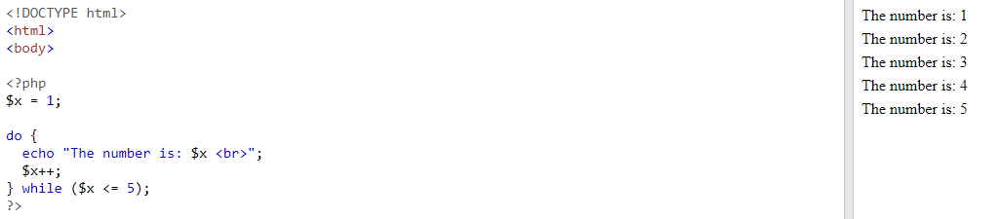 <!DOCTYPE html>
<html>
<body>

<?php
$x = 1;

do {
  echo "The number is: $x <br>";
  $x++;
} while ($x <= 5);
?>
The number is: 1
The number is: 2
The number is: 3
The number is: 4
The number is: 5